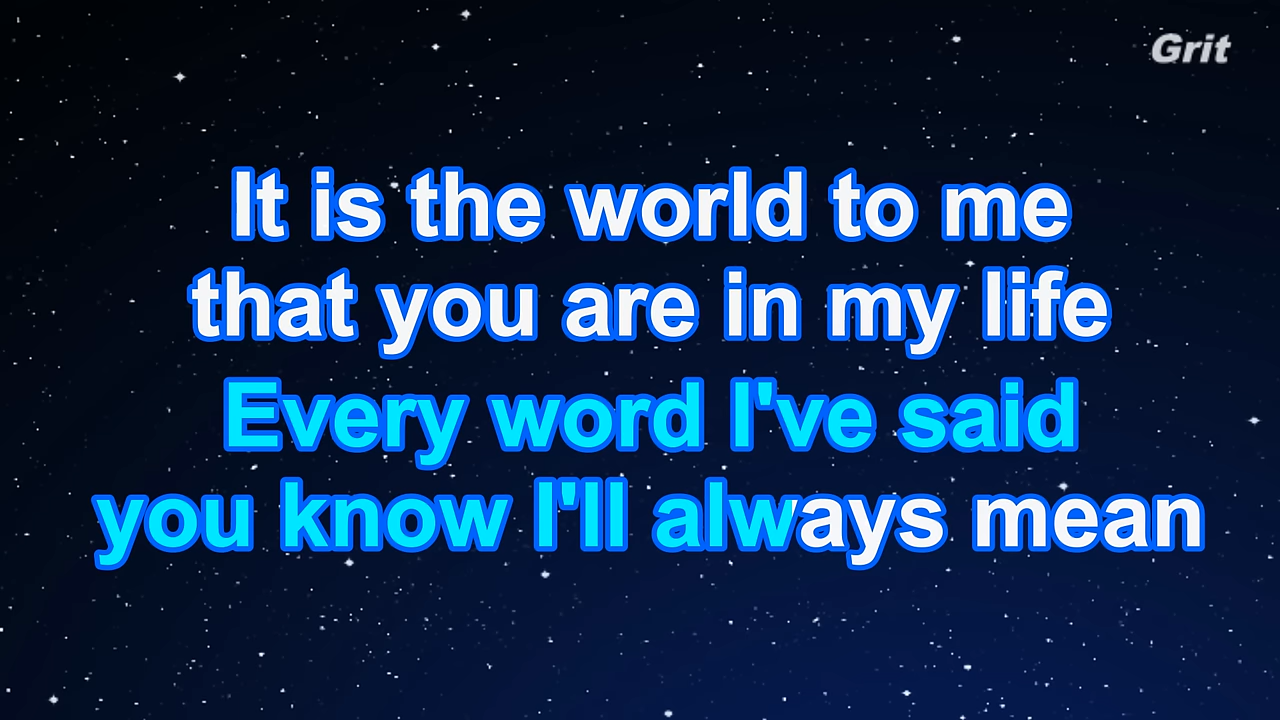 Grit
It is the world to me
that you are in my life
Every word I've said
you know I'll always mean